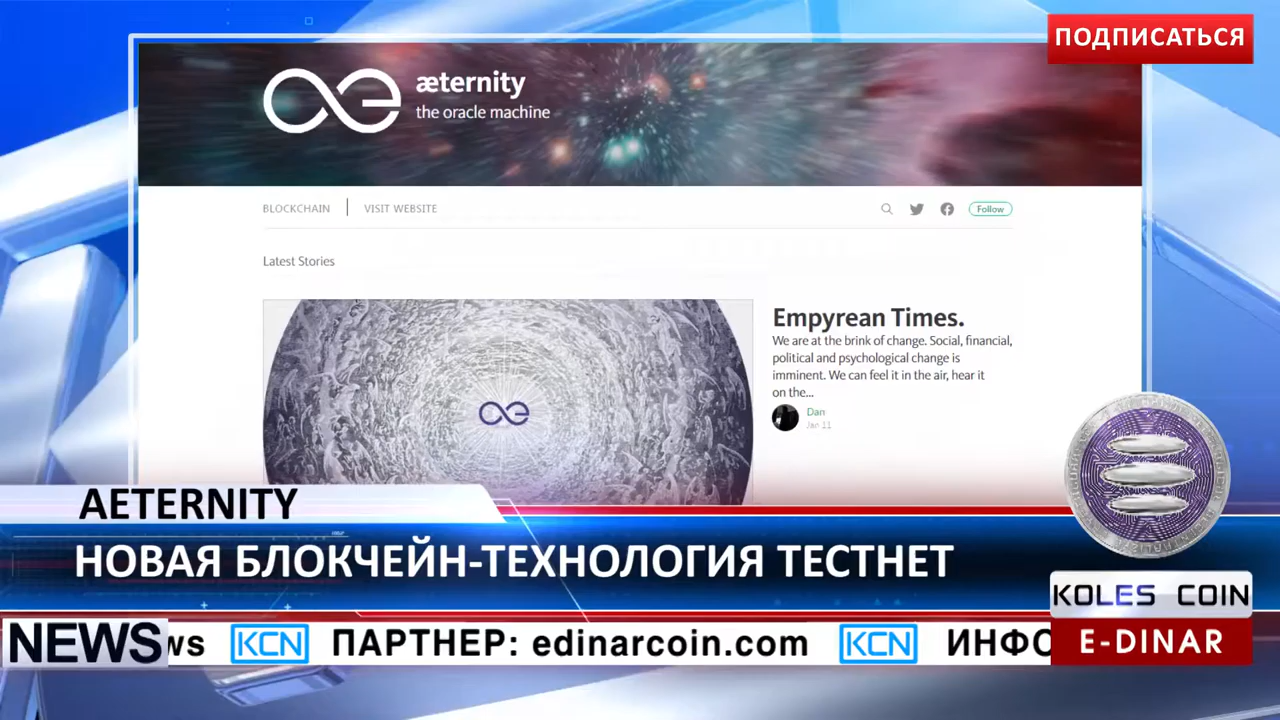 ПОДПИСАТЬСЯ
æternity
the oracle machine
BLOCKCHAIN
VISIT WEBSITE
Follow
Latest Stories
Empyrean Times.
We are at the brink of change. Social, financial,
political and psychological change is
imminent. We can feel it in the air, hear it
on the...
Dan
Jan 11
AETERNITY
НОВАЯ БЛОКЧЕЙН-ТЕХНОЛОГИЯ ТЕСТНЕТ
KOLES COIN
NEWS
ws KCN ПАРТНЕР: edinarcoin.com KCN ИНФО
E-DINAR